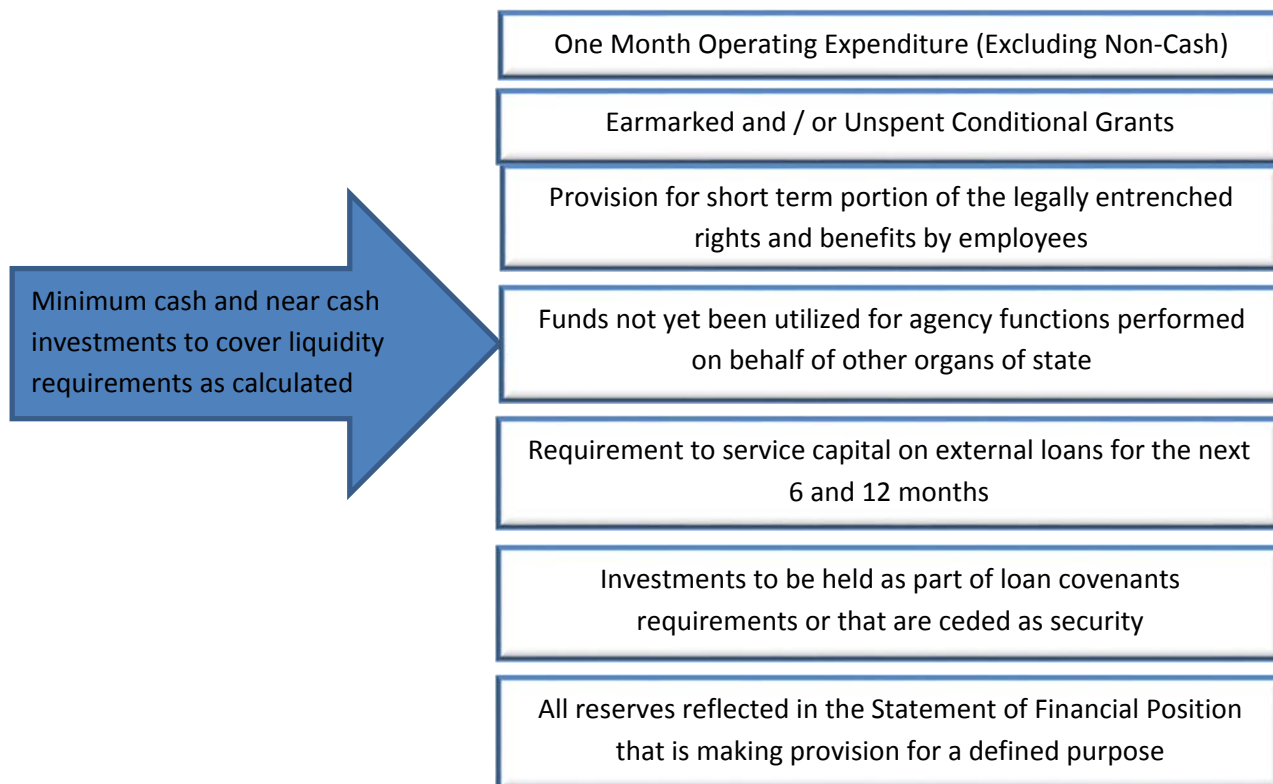 One Month Operating Expenditure (Excluding Non-Cash)
Earmarked and / or Unspent Conditional Grants
Provision for short term portion of the legally entrenched
rights and benefits by employees
Minimum cash and near cash
investments to cover liquidity
requirements as calculated
Funds not yet been utilized for agency functions performed
on behalf of other organs of state
Requirement to service capital on external loans for the next
6 and 12 months
Investments to be held as part of loan covenants
requirements or that are ceded as security
All reserves reflected in the Statement of Financial Position
that is making provision for a defined purpose